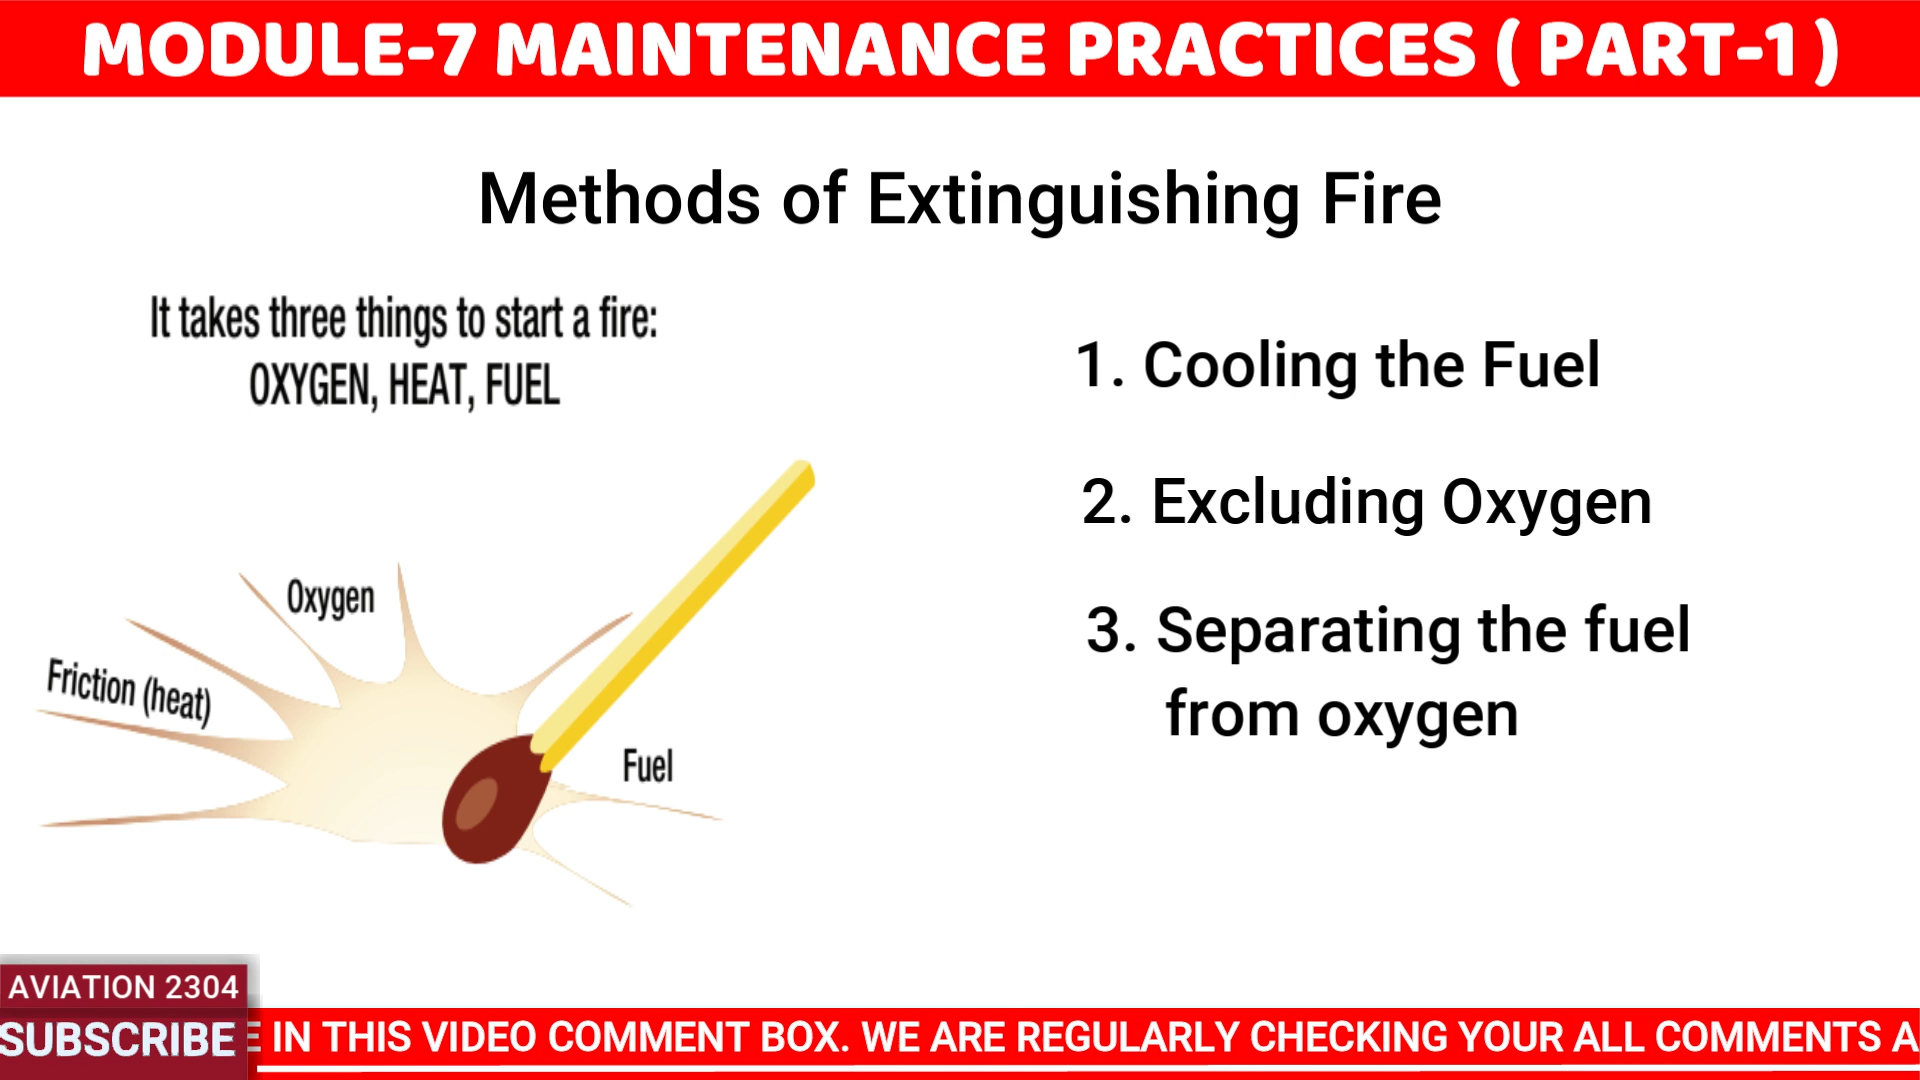 MODULE-7 MAINTENANCE PRACTICES ( PART-1 )
Methods of Extinguishing Fire
It takes three things to start a fire:
OXYGEN, HEAT, FUEL
Oxygen
Friction (heat)
Fuel
1. Cooling the Fuel
2. Excluding Oxygen
3. Separating the fuel
from oxygen
AVIATION 2304
SUBSCRIBE
E IN THIS VIDEO COMMENT BOX. WE ARE REGULARLY CHECKING YOUR ALL COMMENTS A